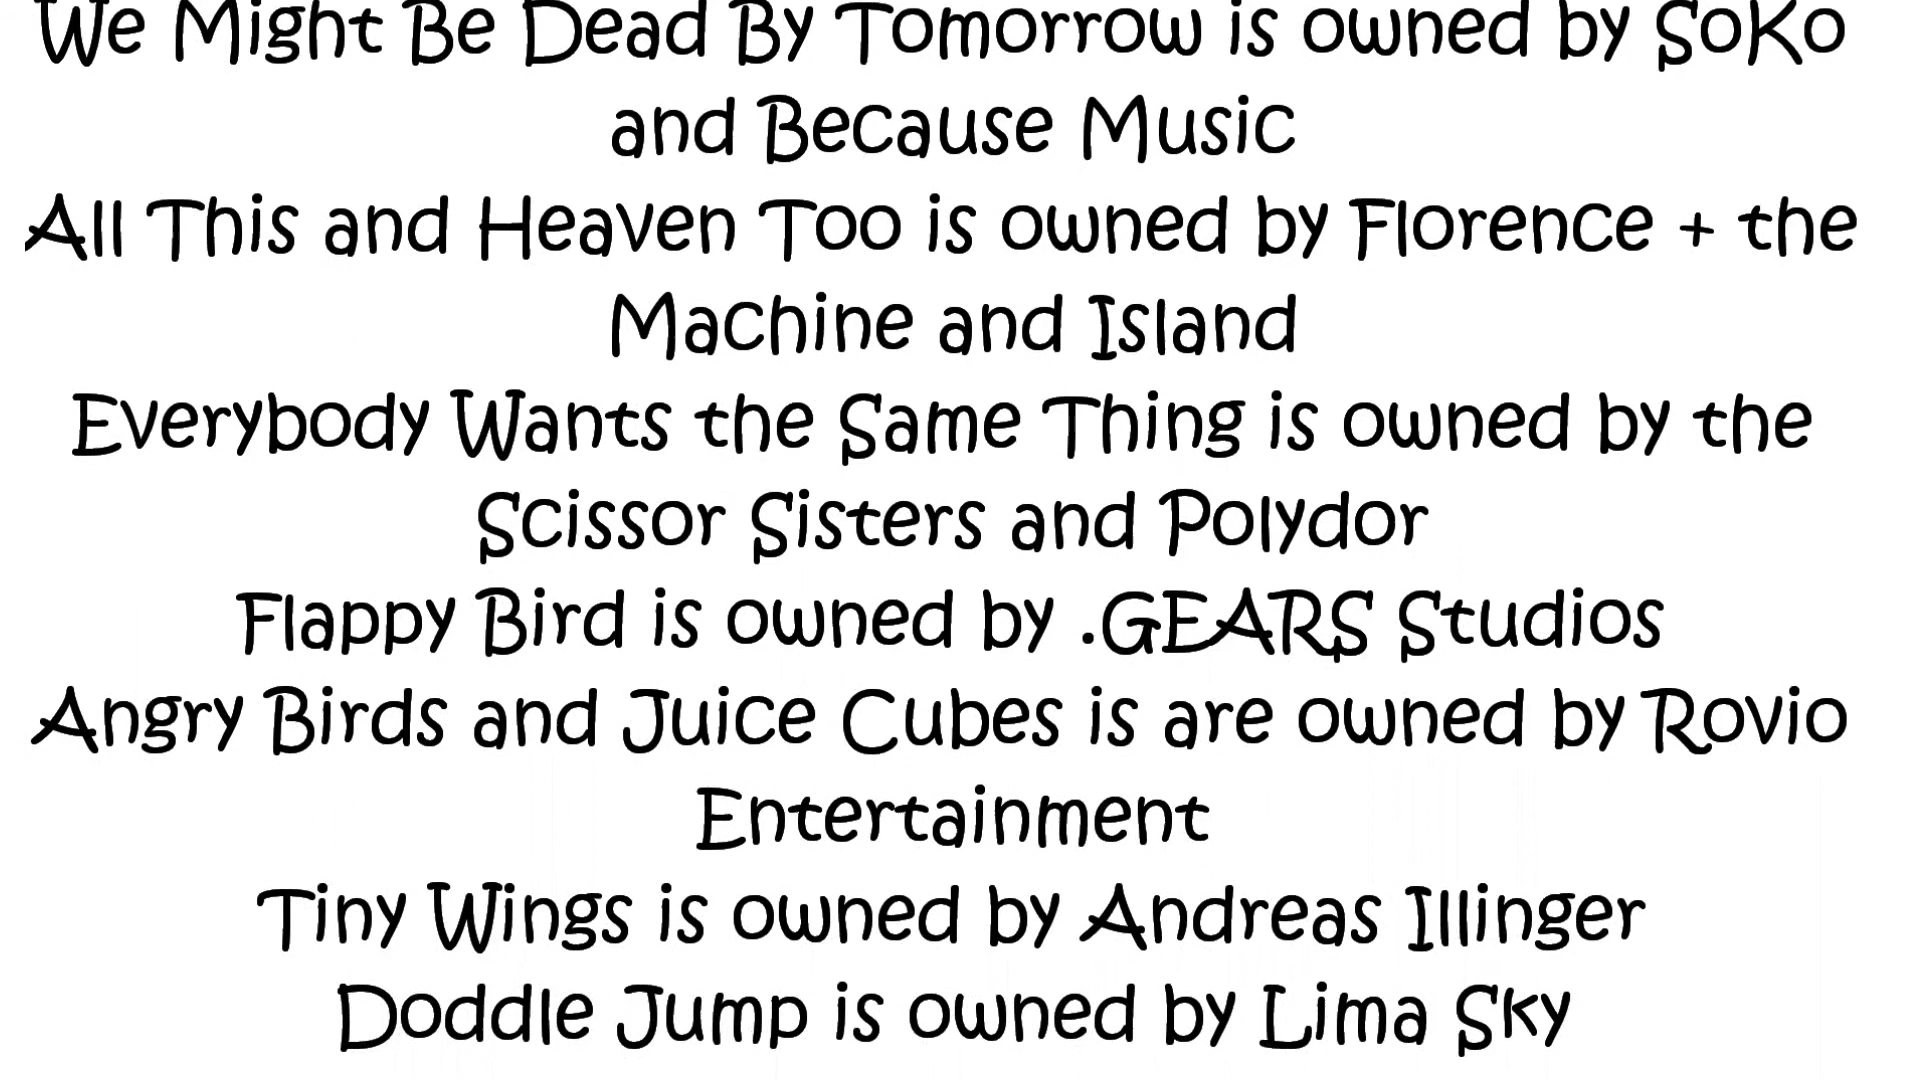 We Might Be Dead By Tomorrow is owned by SoKo
and Because Music
All This and Heaven Too is owned by Florence + the
Machine and Island
Everybody Wants the Same Thing is owned by the
Scissor Sisters and Polydor
Flappy Bird is owned by .GEARS Studios
Angry Birds and Juice Cubes is are owned by Rovio
Entertainment
Tiny Wings is owned by Andreas Illinger
Doddle Jump is owned by Lima Sky